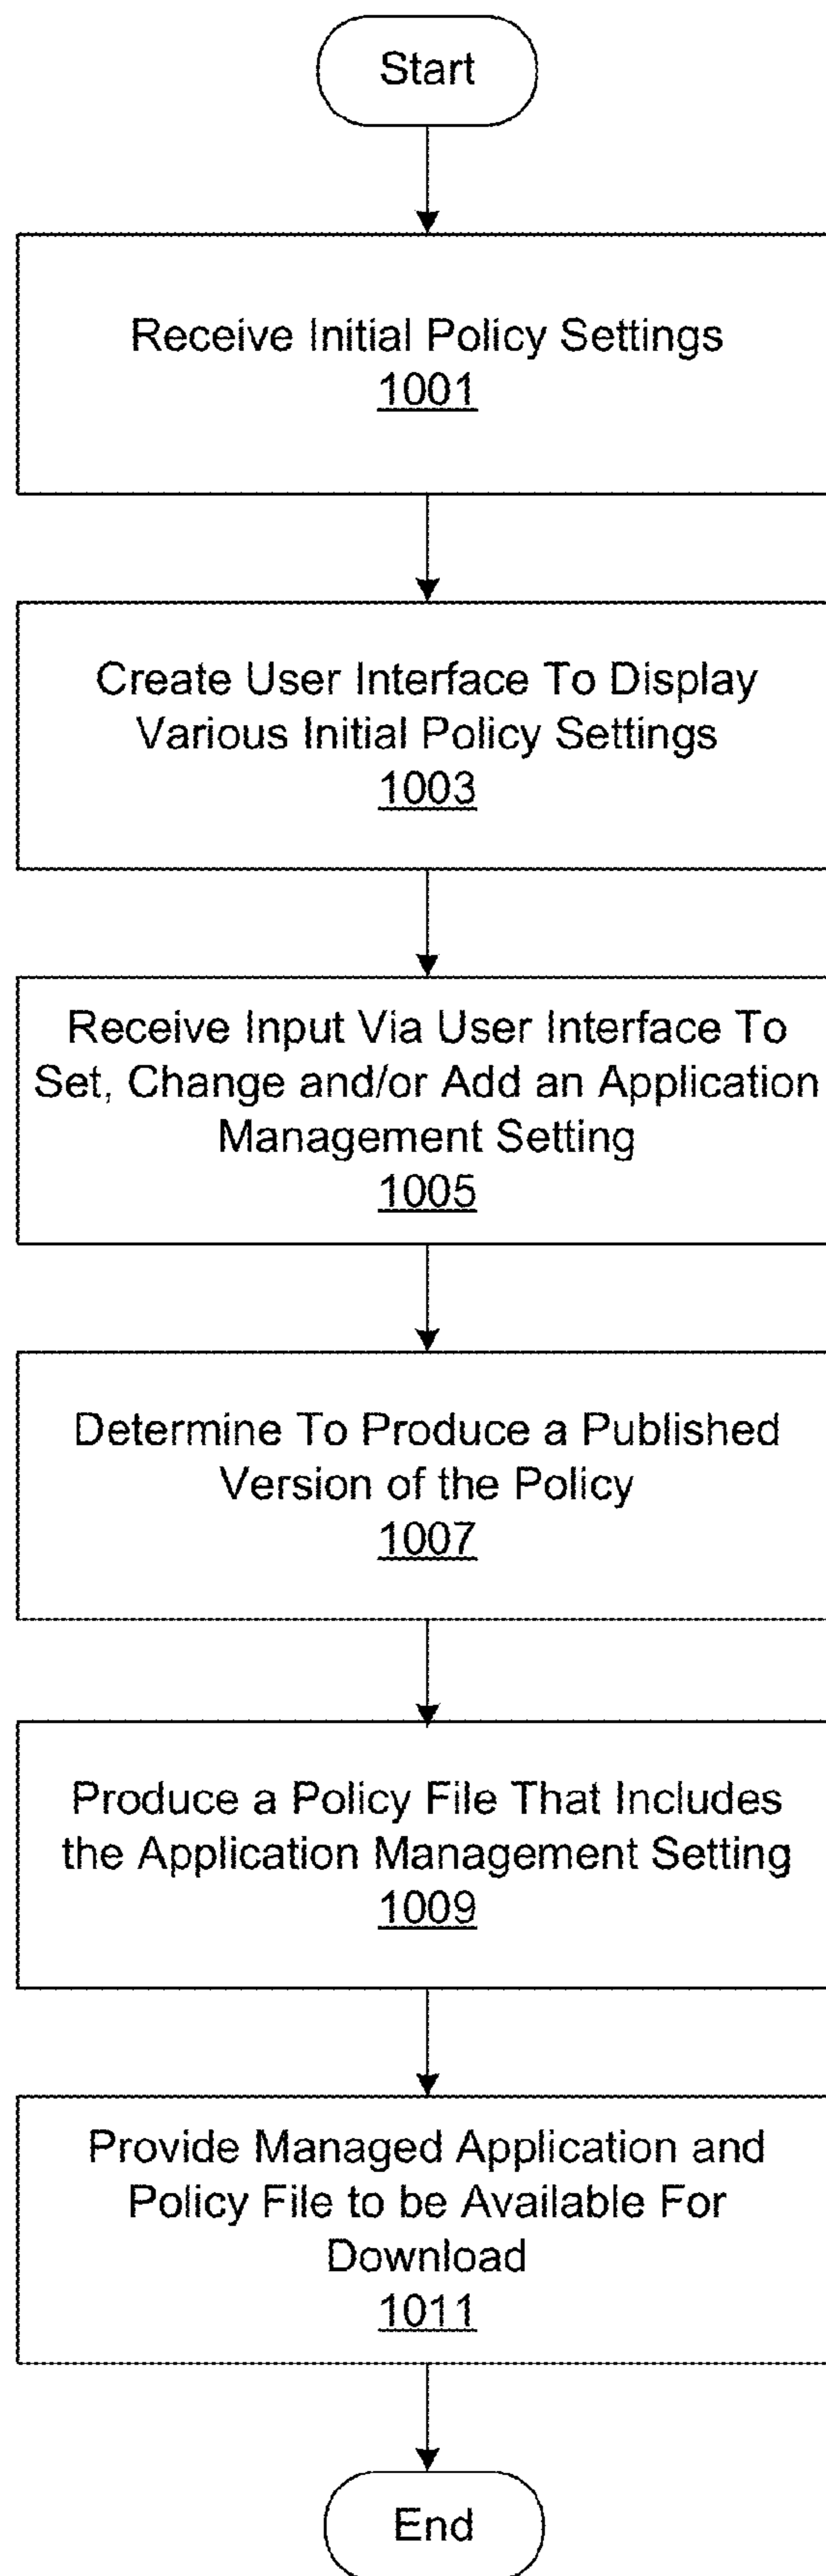 Start
Receive Initial Policy Settings
1001
Create User Interface To Display
Various Initial Policy Settings
1003
Receive Input Via User Interface To
Set, Change and/or Add an Application
Management Setting
1005
Determine To Produce a Published
Version of the Policy
1007
Produce a Policy File That Includes
the Application Management Setting
1009
Provide Managed Application and
Policy File to be Available For
Download
1011
End